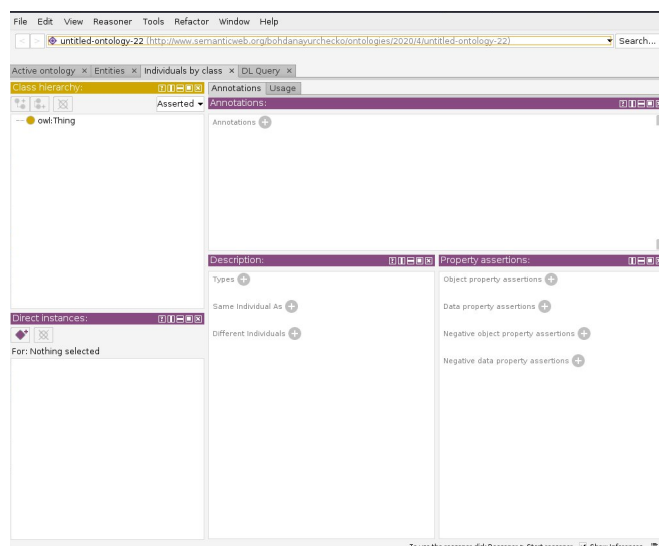 File Edit View Reasoner Tools Refactor Window Help
< > untitled-ontology-22 (http://www.semanticweb.org/bohdanayurchecko/ontologies/2020/4/untitled-ontology-22) Search...
Active ontology × Entities × Individuals by class × DL Query ×
Class hierarchy:
Asserted
owl:Thing
Annotations Usage
Annotations:
Annotations
Direct instances:
For: Nothing selected
Description:
Types
Same Individual As
Different Individuals
Property assertions:
Object property assertions
Data property assertions
Negative object property assertions
Negative data property assertions